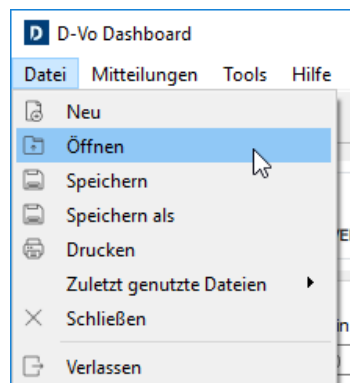 D D-Vo Dashboard
Datei Mitteilungen Tools Hilfe
Neu
Öffnen
Speichern
Speichern als
Drucken
Zuletzt genutzte Dateien
Schließen
Verlassen